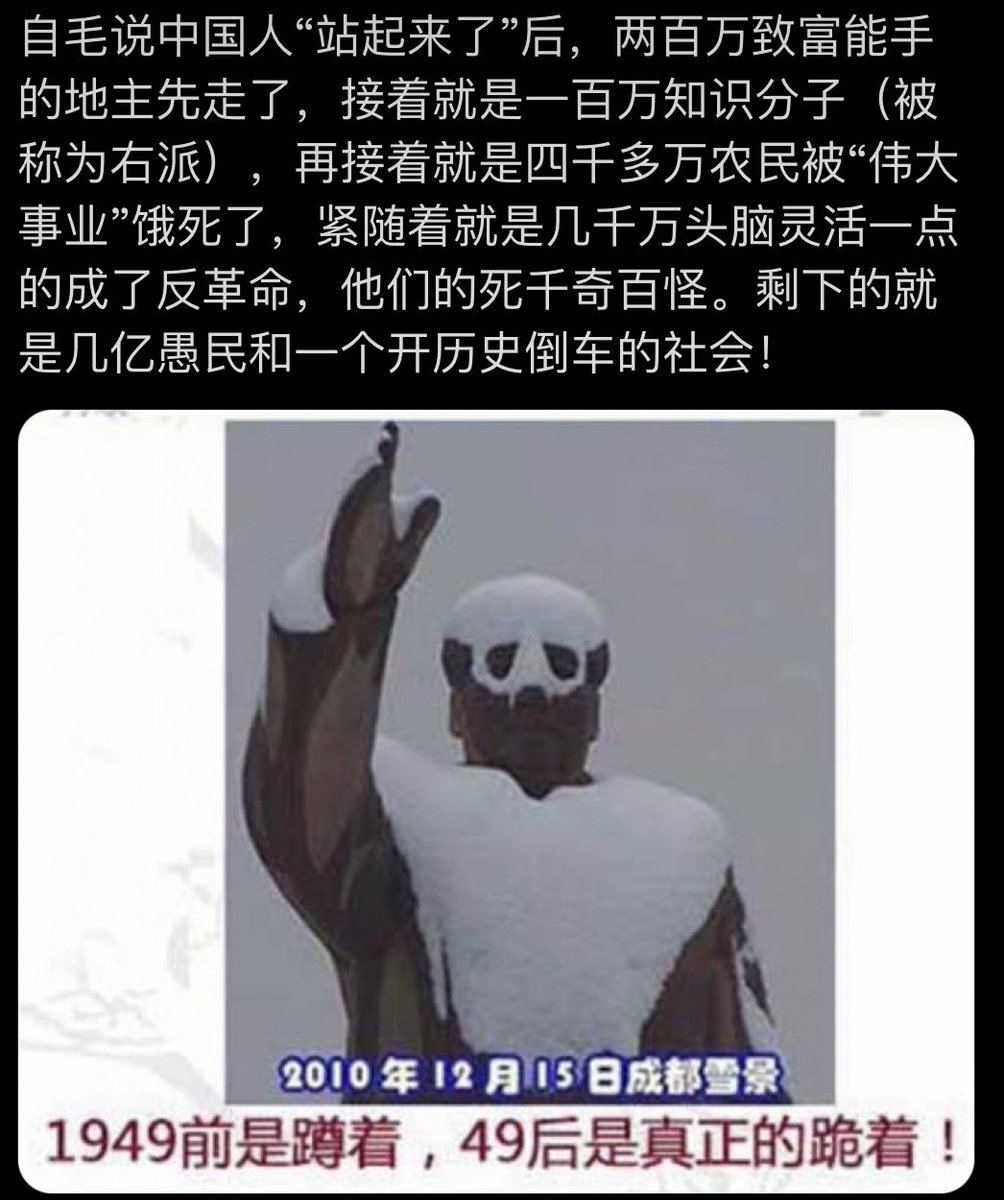 自毛说中国人“站起来了”后，两百万致富能手
的地主先走了，接着就是一百万知识分子（被
称为右派），再接着就是四千多万农民被“伟大
事业”饿死了，紧随着就是几千万头脑灵活一点
的成了反革命，他们的死千奇百怪。剩下的就
是几亿愚民和一个开历史倒车的社会！
2010年12月15日成都雪景
1949前是蹲着，49后是真正的跪着！